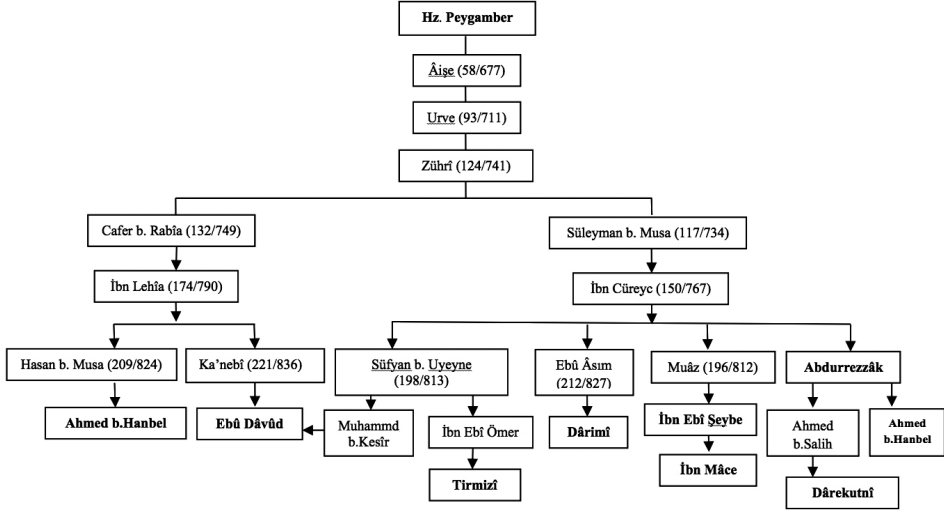 Hz. Peygamber
Âişe (58/677)
Urve (93/711)
Zührî (124/741)
Cafer b. Rabîa (132/749)
Süleyman b. Musa (117/734)
İbn Lehîa (174/790)
İbn Cüreyc (150/767)
Hasan b. Musa (209/824)
Ka’nebî (221/836)
Süfyan b. Uyeyne
(198/813)
Ebû Âsım
(212/827)
Muâz (196/812)
Abdurrezzâk
Ahmed b.Hanbel
Ebû Dâvûd
Muhammd
b.Kesîr
İbn Ebî Ömer
Dârimî
İbn Ebî Şeybe
Ahmed
b.Salih
Ahmed
b.Hanbel
Tirmizî
İbn Mâce
Dârekutnî